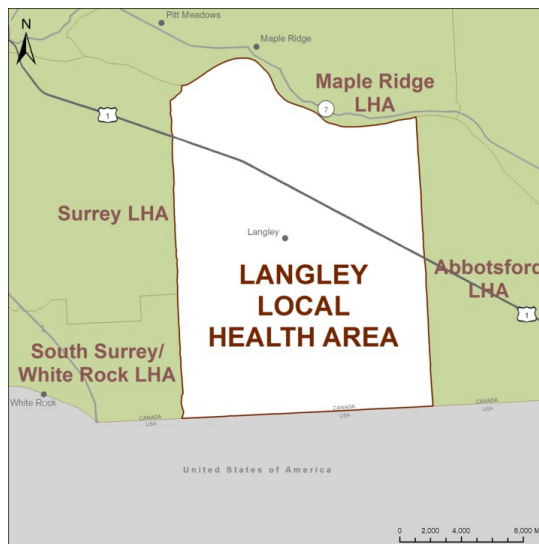 Pitt Meadows
N
Maple Ridge
Maple Ridge
LHA
7
1
Surrey LHA
Langley
LANGLEY
LOCAL
HEALTH AREA
Abbotsford
LHA
1
South Surrey/
White Rock LHA
White Rock
CANADA
USA
CANADA
USA
CANADA
USA
United States of America
0 2,000 4,000 8,000 M